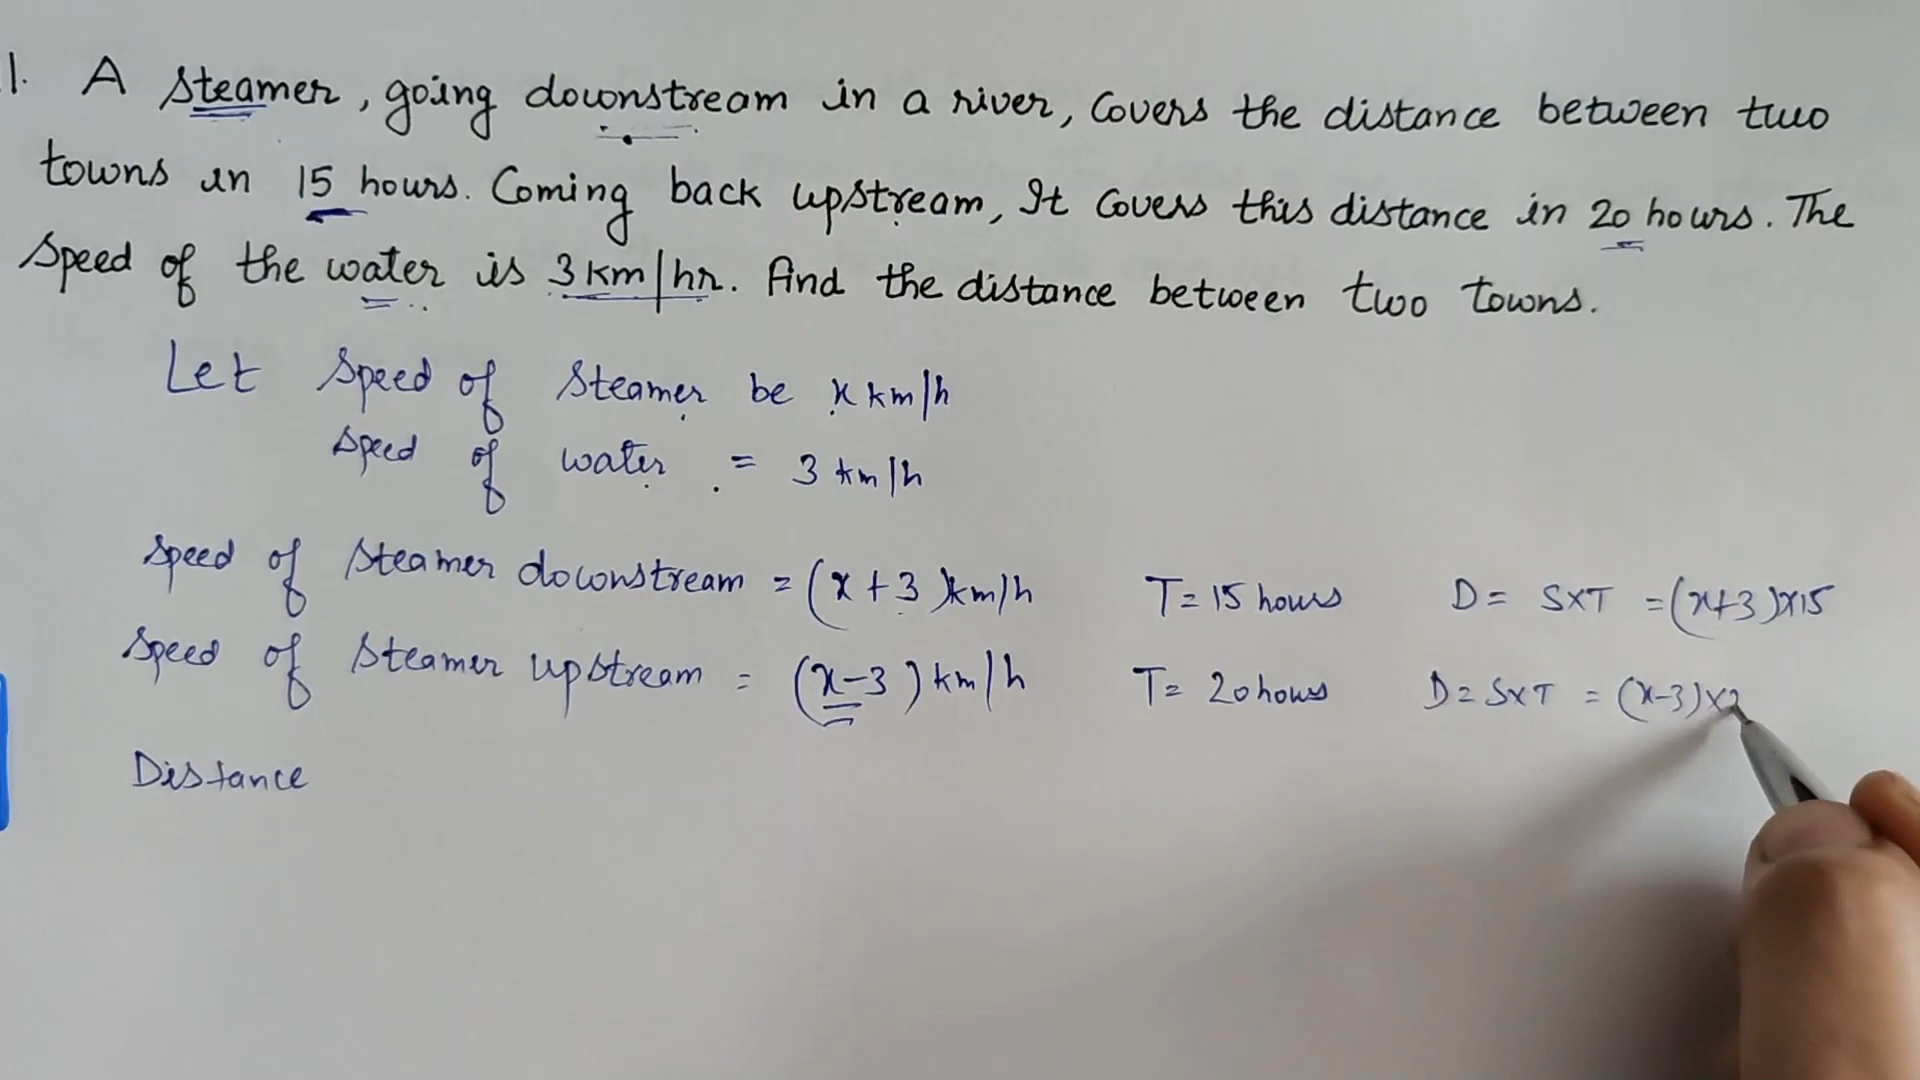 1. A steamer, going downstream in a river, Covers the distance between two
towns in 15 hours. Coming back upstream, It Covers this distance in 20 hours. The
speed of the water is 3 km/hr. Find the distance between two towns.
Let speed of steamer be x km/h
speed of water = 3 km/h
speed of steamer downstream = (x+3)km/h T= 15 hours D= S×T =(x+3)×15
speed of steamer upstream = (x-3) km/h T= 20 hours D= S×T = (x-3)×2
Distance